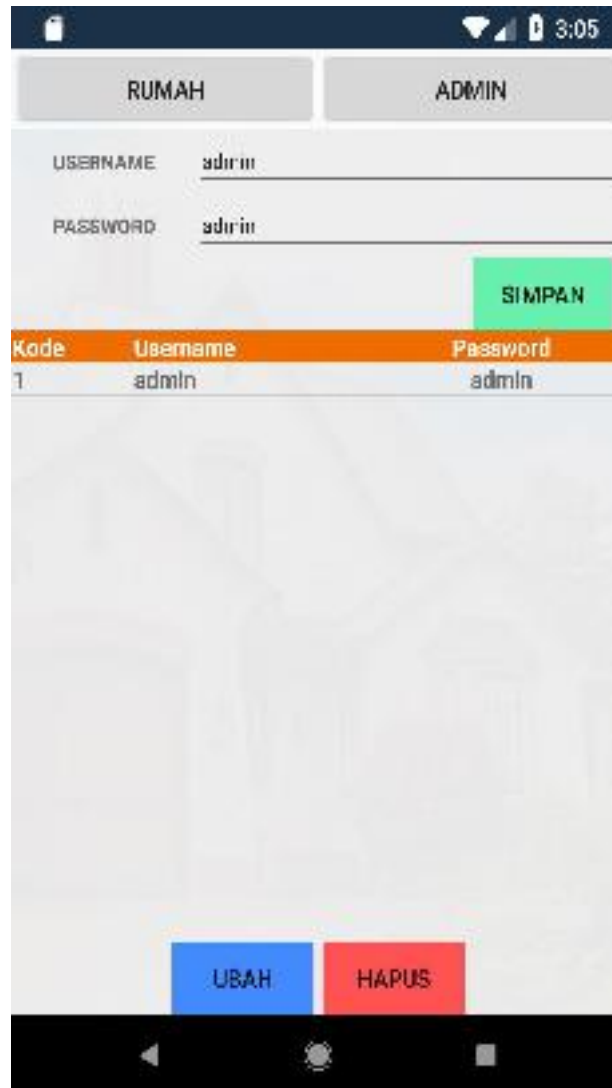 3:05
RUMAH ADMIN
USERNAME admin
PASSWORD admin
SIMPAN
Kode Username Password
1 admin admin
UBAH HAPUS